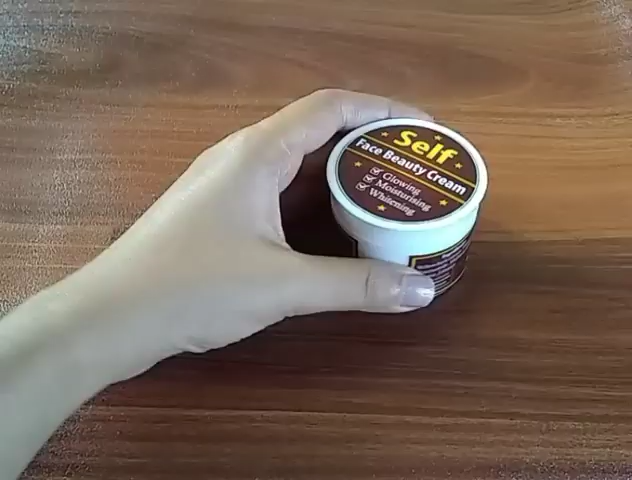 Self
Face Beauty Cream
Glowing
Moisturising
Whitening